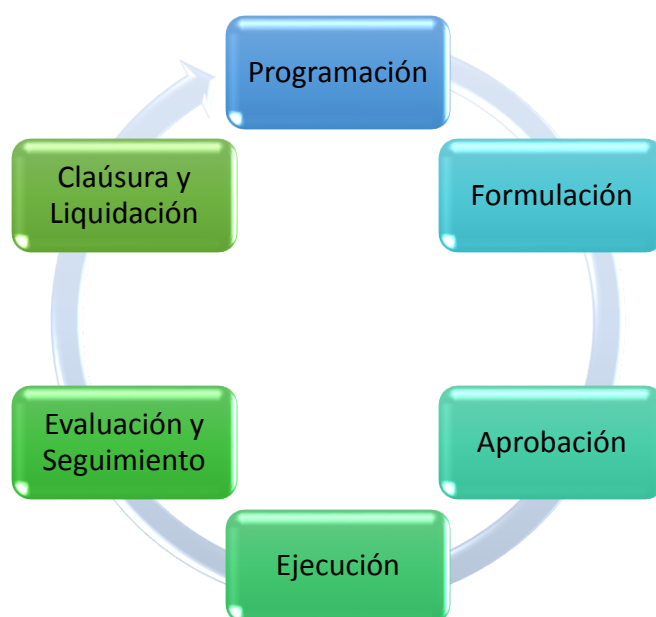 Programación
Formulación
Aprobación
Ejecución
Evaluación y
Seguimiento
Claúsura y
Liquidación